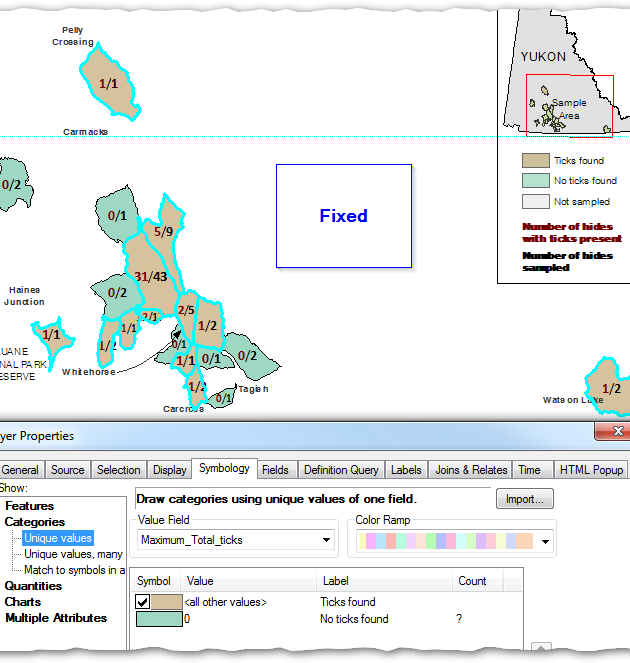 Pelly
Crossing
1/1
Carmacks
YUKON
Sample
Area
Ticks found
No ticks found
Not sampled
Number of hides
with ticks present
Number of hides
sampled
Fixed
0/2
0/1
5/9
31/43
0/2
Haines
Junction
2/5
1/2
1/1
1/1
0/1
1/1
0/1
0/2
UANE
NAL PARK
ESERVE
Whitehorse
1/2
0/1
Tagish
Carcross
1/2
Watson Lake
yer Properties
General
Source
Selection
Display
Symbology
Fields
Definition Query
Labels
Joins & Relates
Time
HTML Popup
Show:
Features
Categories
Unique values
Unique values, many
Match to symbols in a
Quantities
Charts
Multiple Attributes
Draw categories using unique values of one field.
Import...
Value Field
Color Ramp
Maximum_Total_ticks
Symbol Value Label Count
<all other values> Ticks found
0 No ticks found ?